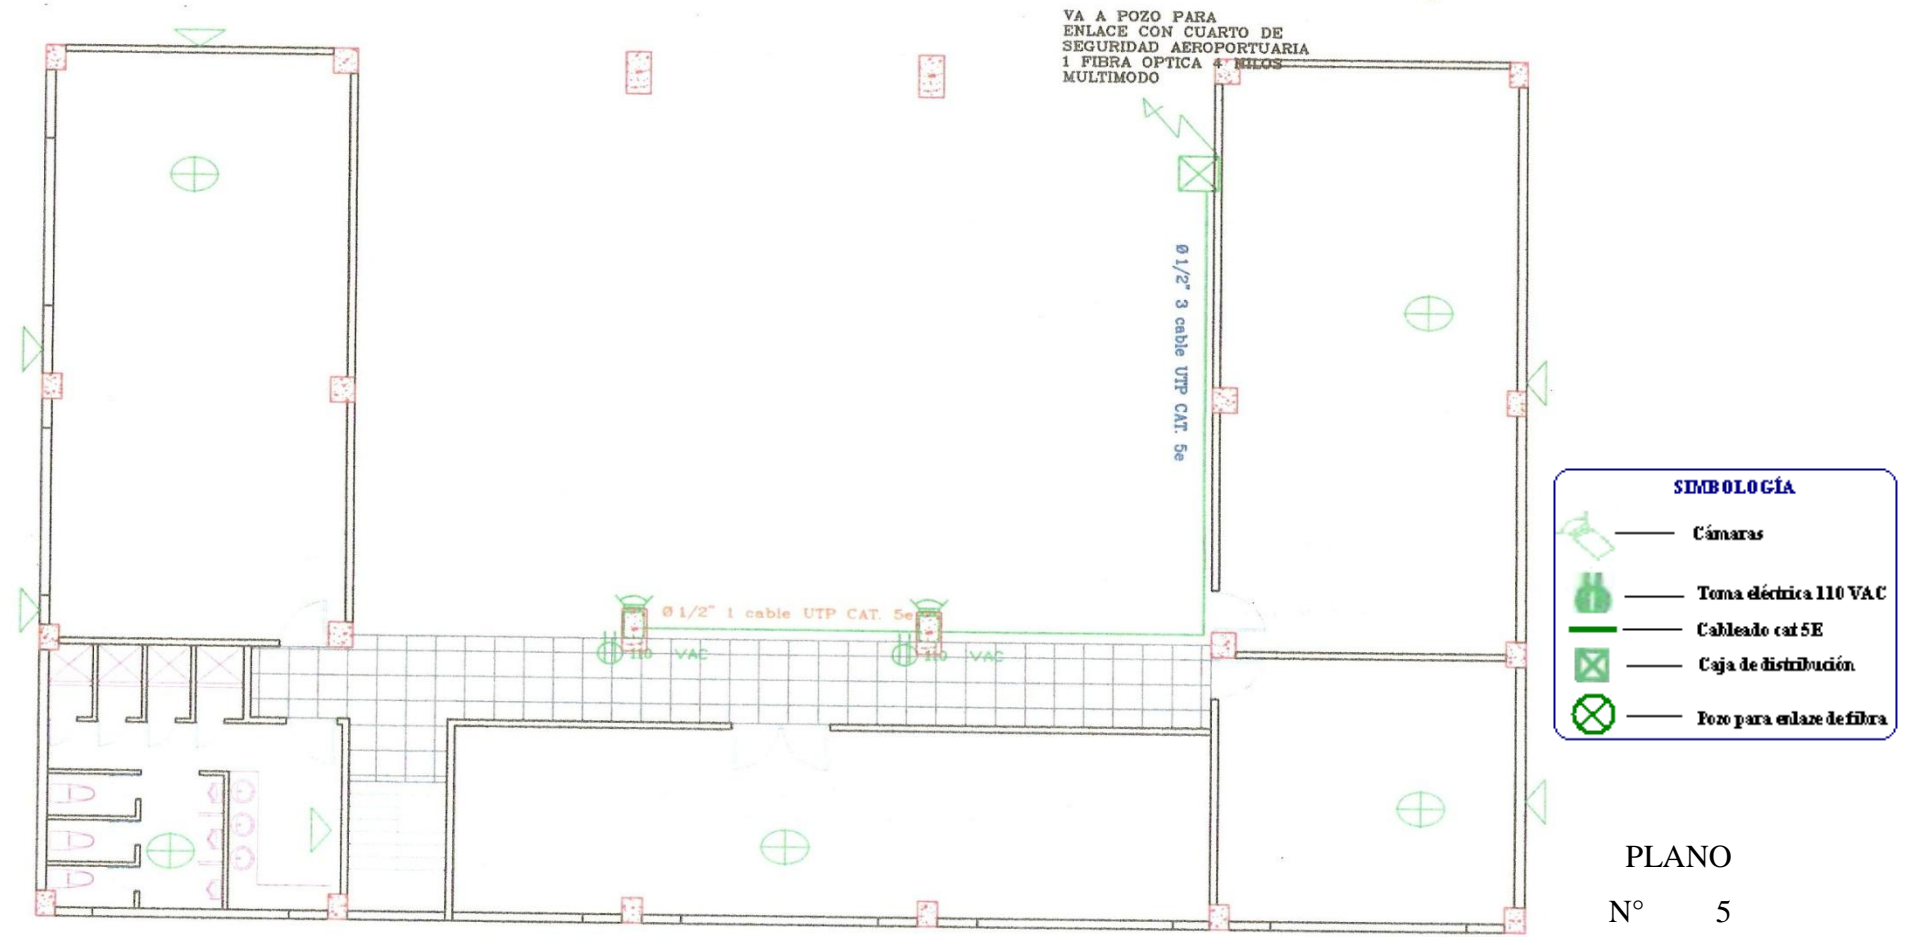 VA A POZO PARA
ENLACE CON CUARTO DE
SEGURIDAD AEROPORTUARIA
1 FIBRA OPTICA 4 HILOS
MULTIMODO
Ø 1/2" 3 cable UTP CAT. 5e
Ø 1/2" 1 cable UTP CAT. 5e
110 VAC
110 VAC
SIMBOLOGÍA
Cámaras
Toma eléctrica 110 VAC
Cableado cat 5E
Caja de distribución
Pozo para enlaze de fibra
PLANO
N° 5